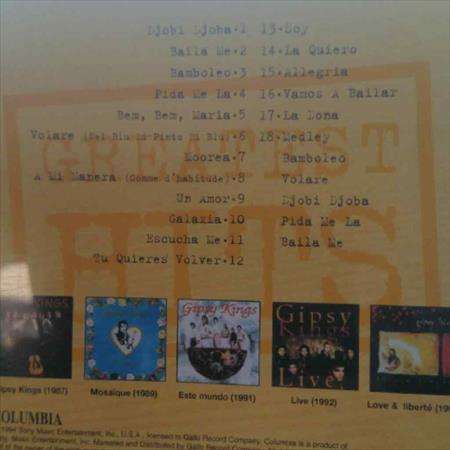 Djobi Djoba·1
Baila Me·2
Bamboleo·3
Pida Me La·4
Bem, Bem, Maria·5
Volare (Nel Blu di Pinto Di Blu)·6
Moorea·7
A Mi Manera (Comme d'habitude)·8
Un Amor·9
Galaxia·10
Escucha Me·11
Tu Quieres Volver·12
13·Soy
14·La Quiero
15·Allegria
16·Vamos A Bailar
17·La Dona
18·Medley
Bamboleo
Volare
Djobi Djoba
Pida Me La
Baila Me
GREATEST
HITS
KINGS
Gipsy Kings
Gipsy
Kings
Live
Gipsy Kings (1987)
Mosaïque (1989)
Este mundo (1991)
Live (1992)
Love & liberté (19
COLUMBIA
1994 Sony Music Entertainment, Inc., U.S.A., licensed to Gallo Record Company, Columbia is a product of
Music Entertainment Inc. Marketed and Distributed by Gallo Record Company